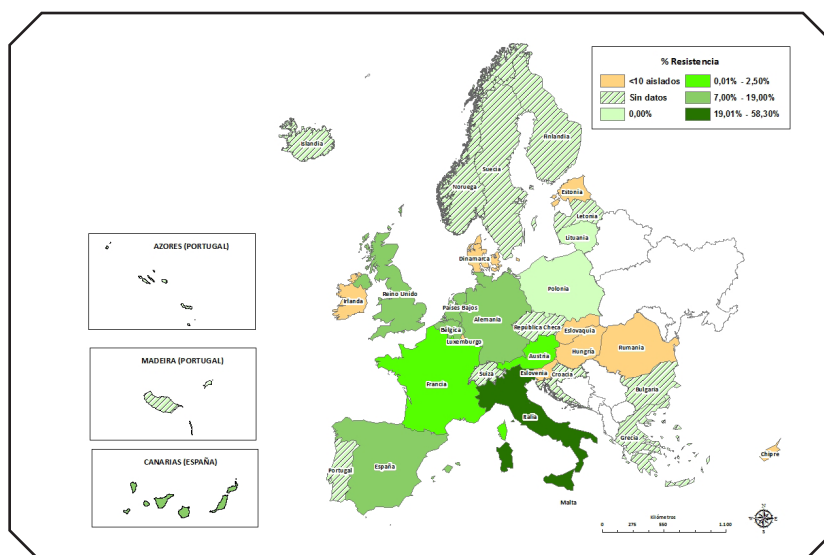 % Resistencia
<10 aislados
0,01% - 2,50%
Sin datos
7,00% - 19,00%
0,00%
19,01% - 58,30%
Islandia
Finlandia
Suecia
Noruega
Estonia
Letonia
Lituania
Dinamarca
AZORES (PORTUGAL)
Irlanda
Reino Unido
Países Bajos
Polonia
Alemania
Bélgica
República Checa
Luxemburgo
Eslovaquia
MADEIRA (PORTUGAL)
Austria
Hungría
Rumania
Suiza
Eslovenia
Croacia
Francia
Bulgaria
Italia
Grecia
CANARIAS (ESPAÑA)
Portugal
España
Chipre
Malta
Kilómetros
0 275 550 1.100